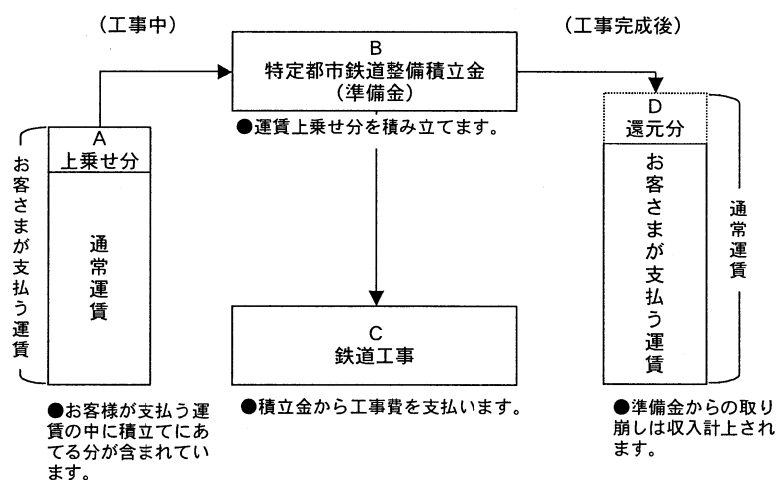 （工事中）
（工事完成後）
B
特定都市鉄道整備積立金
（準備金）
●運賃上乗せ分を積み立てます。
A
上乗せ分
通常運賃
お客さまが支払う運賃
C
鉄道工事
D
還元分
お客さまが支払う運賃
通常運賃
●お客様が支払う運
賃の中に積立てにあ
てる分が含まれてい
ます。
●積立金から工事費を支払います。
●準備金からの取り
崩しは収入計上され
ます。